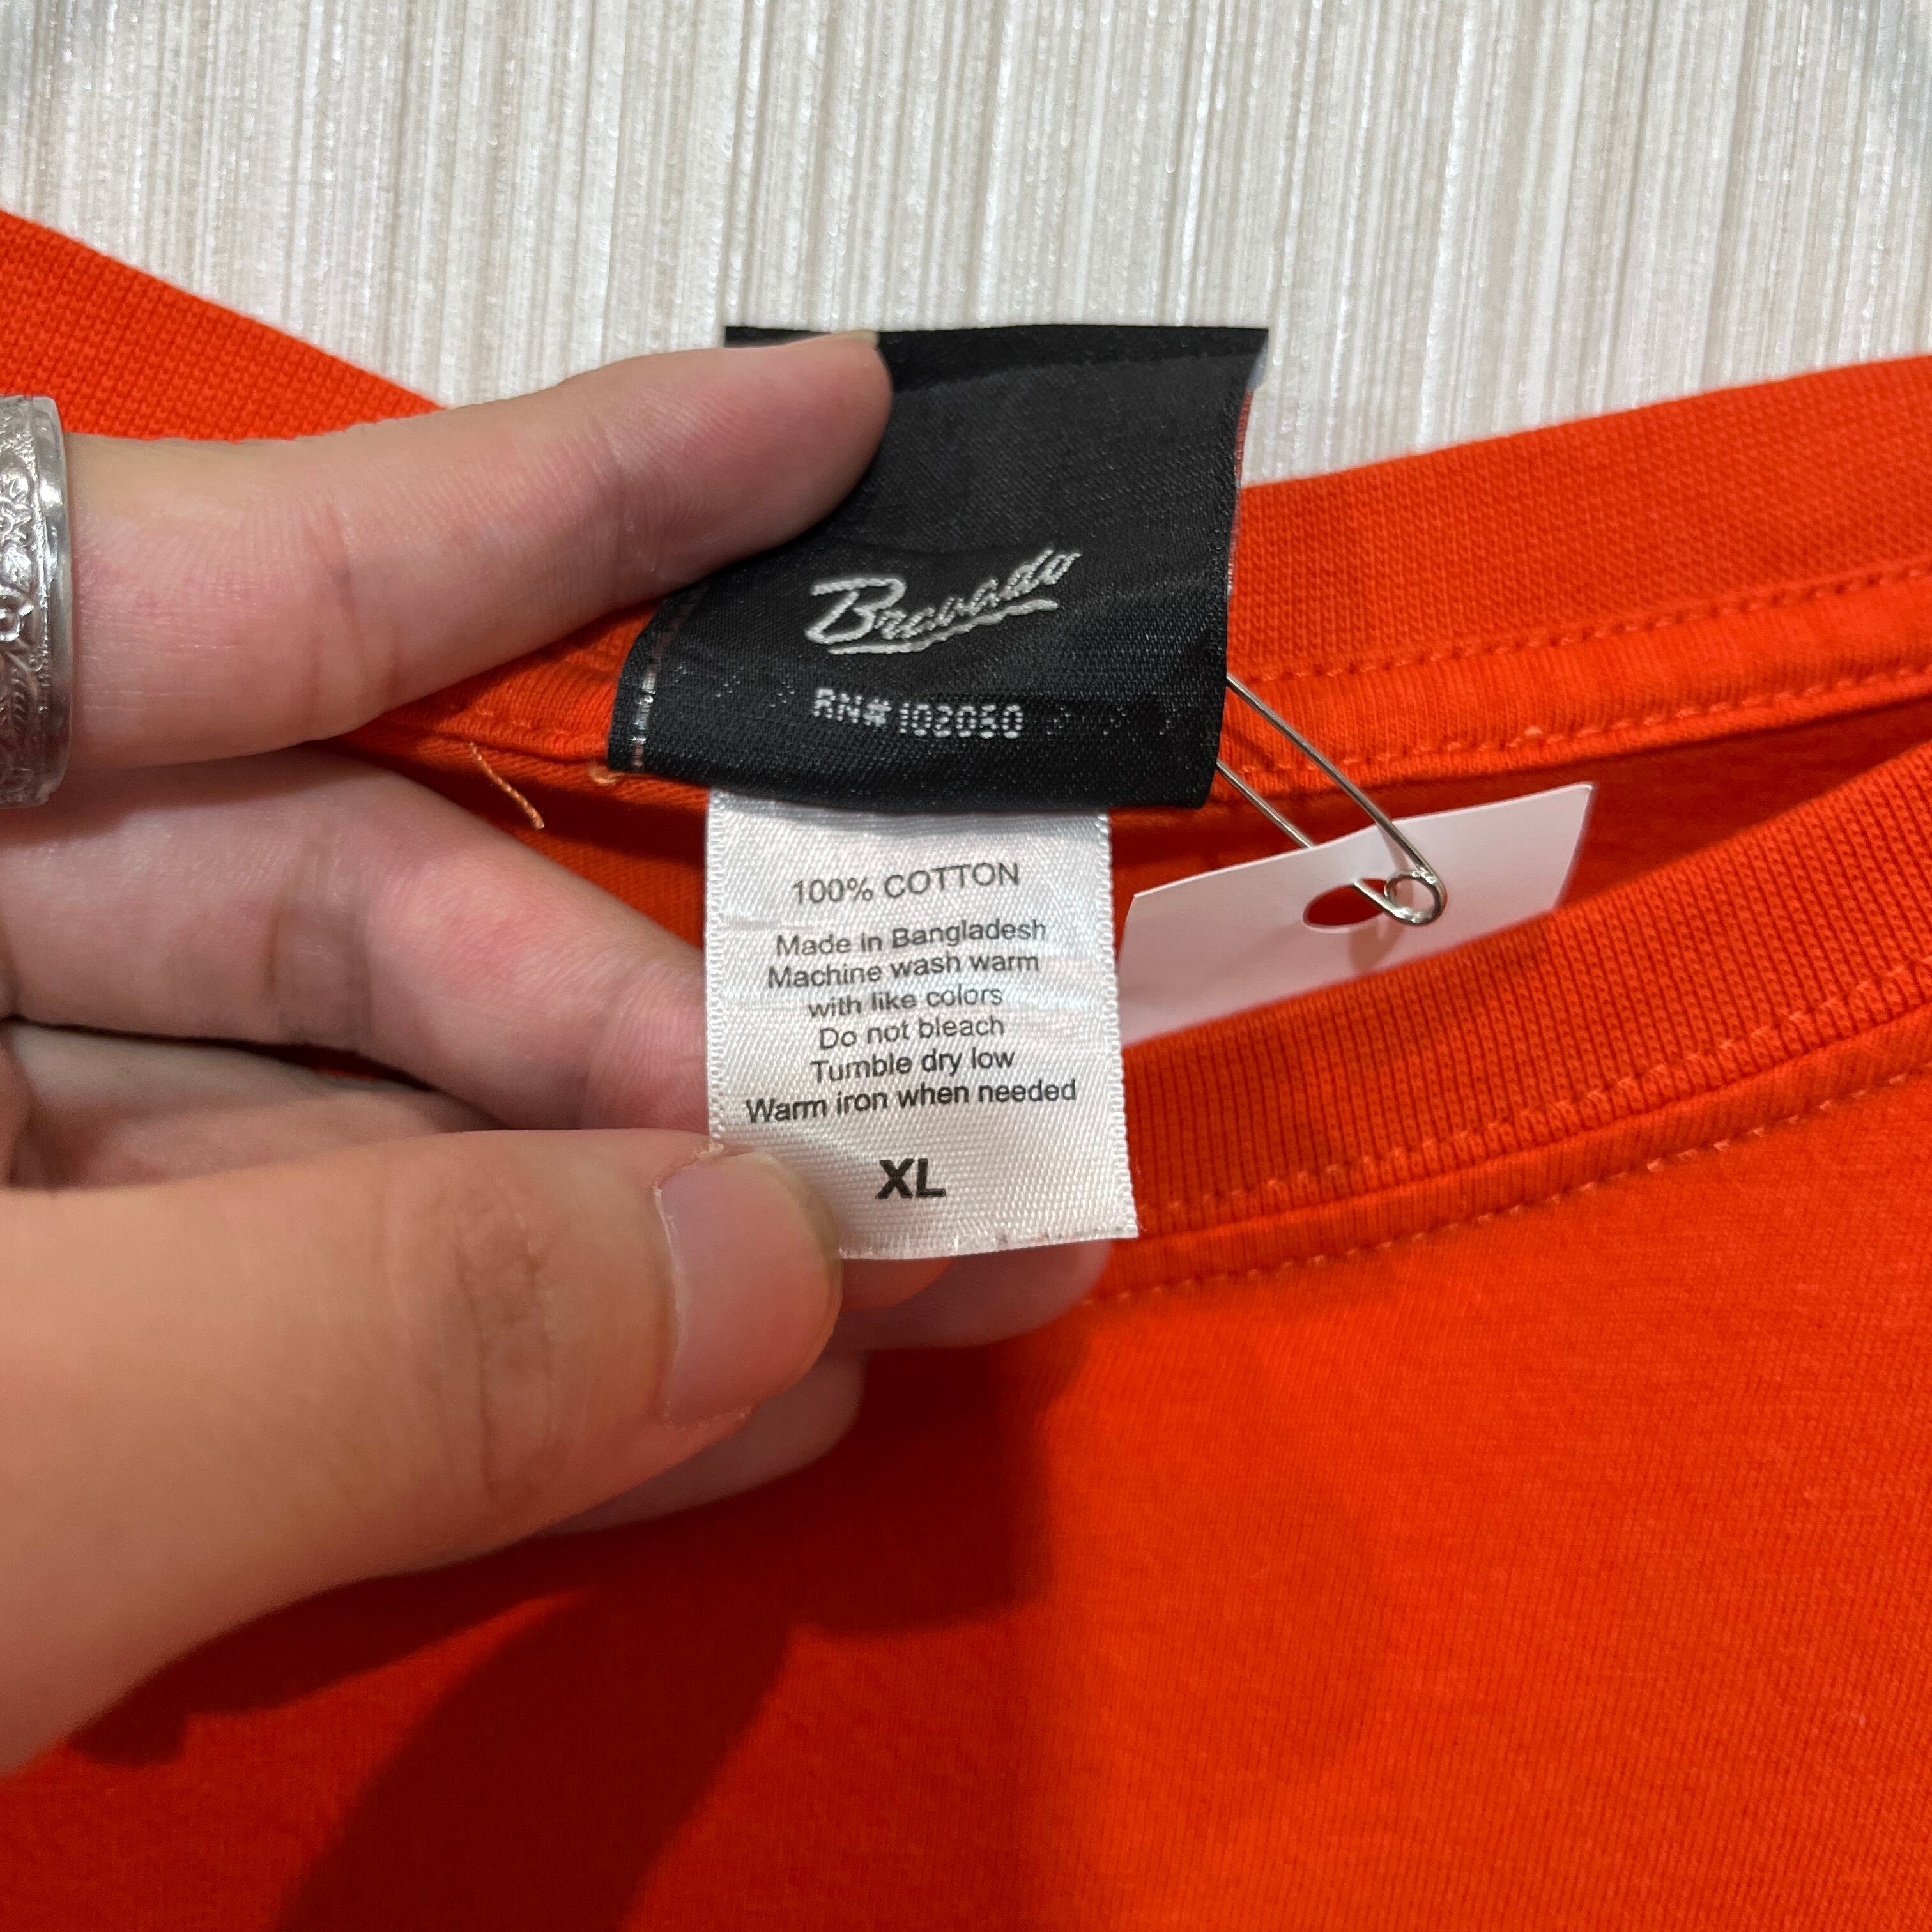 Bravado
RN# 102050
100% COTTON
Made in Bangladesh
Machine wash warm
with like colors
Do not bleach
Tumble dry low
Warm iron when needed
XL